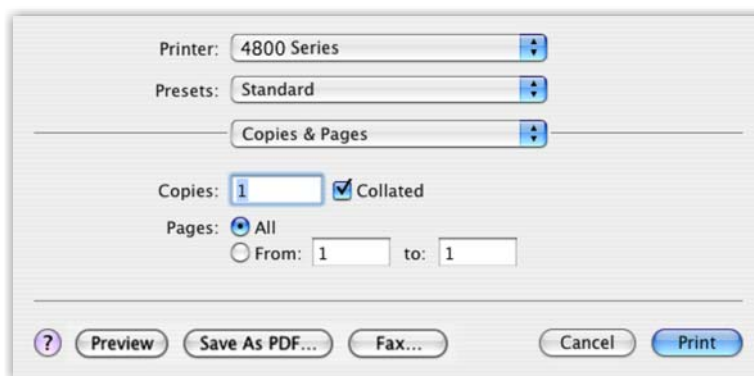 Printer: 4800 Series
Presets: Standard
Copies & Pages
Copies: 1 Collated
Pages: All
From: 1 to: 1
? Preview Save As PDF... Fax... Cancel Print